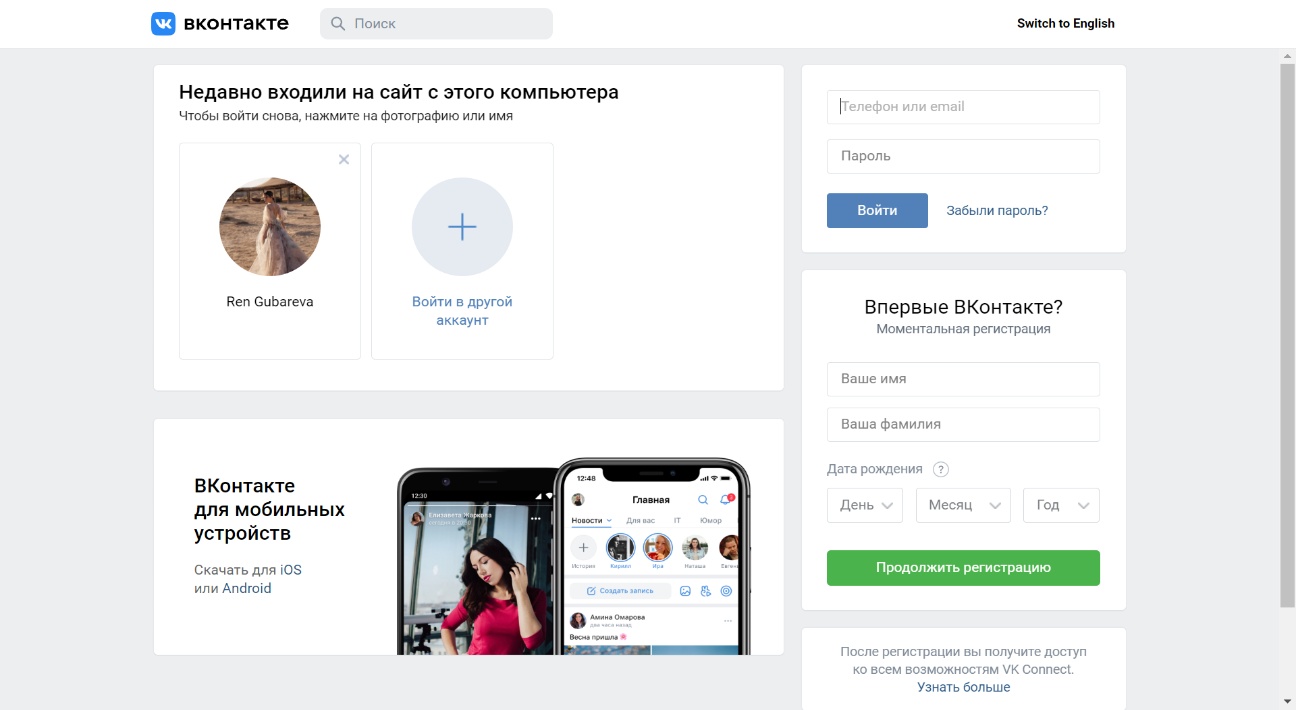 вконтакте
Поиск
Switch to English
Недавно входили на сайт с этого компьютера
Чтобы войти снова, нажмите на фотографию или имя
Ren Gubareva
Войти в другой
аккаунт
ВКонтакте
для мобильных
устройств
Скачать для iOS
или Android
12:30
Елизавета Жоркова
12:48
Главная
Новости
Для вас
IT
Юмор
История
Кирилл
Ира
Наташа
Создать запись
Амина Омарова
два часа назад
Весна пришла
Телефон или email
Пароль
Войти
Забыли пароль?
Впервые ВКонтакте?
Моментальная регистрация
Ваше имя
Ваша фамилия
Дата рождения ?
День
Месяц
Год
Продолжить регистрацию
После регистрации вы получите доступ
ко всем возможностям VK Connect.
Узнать больше